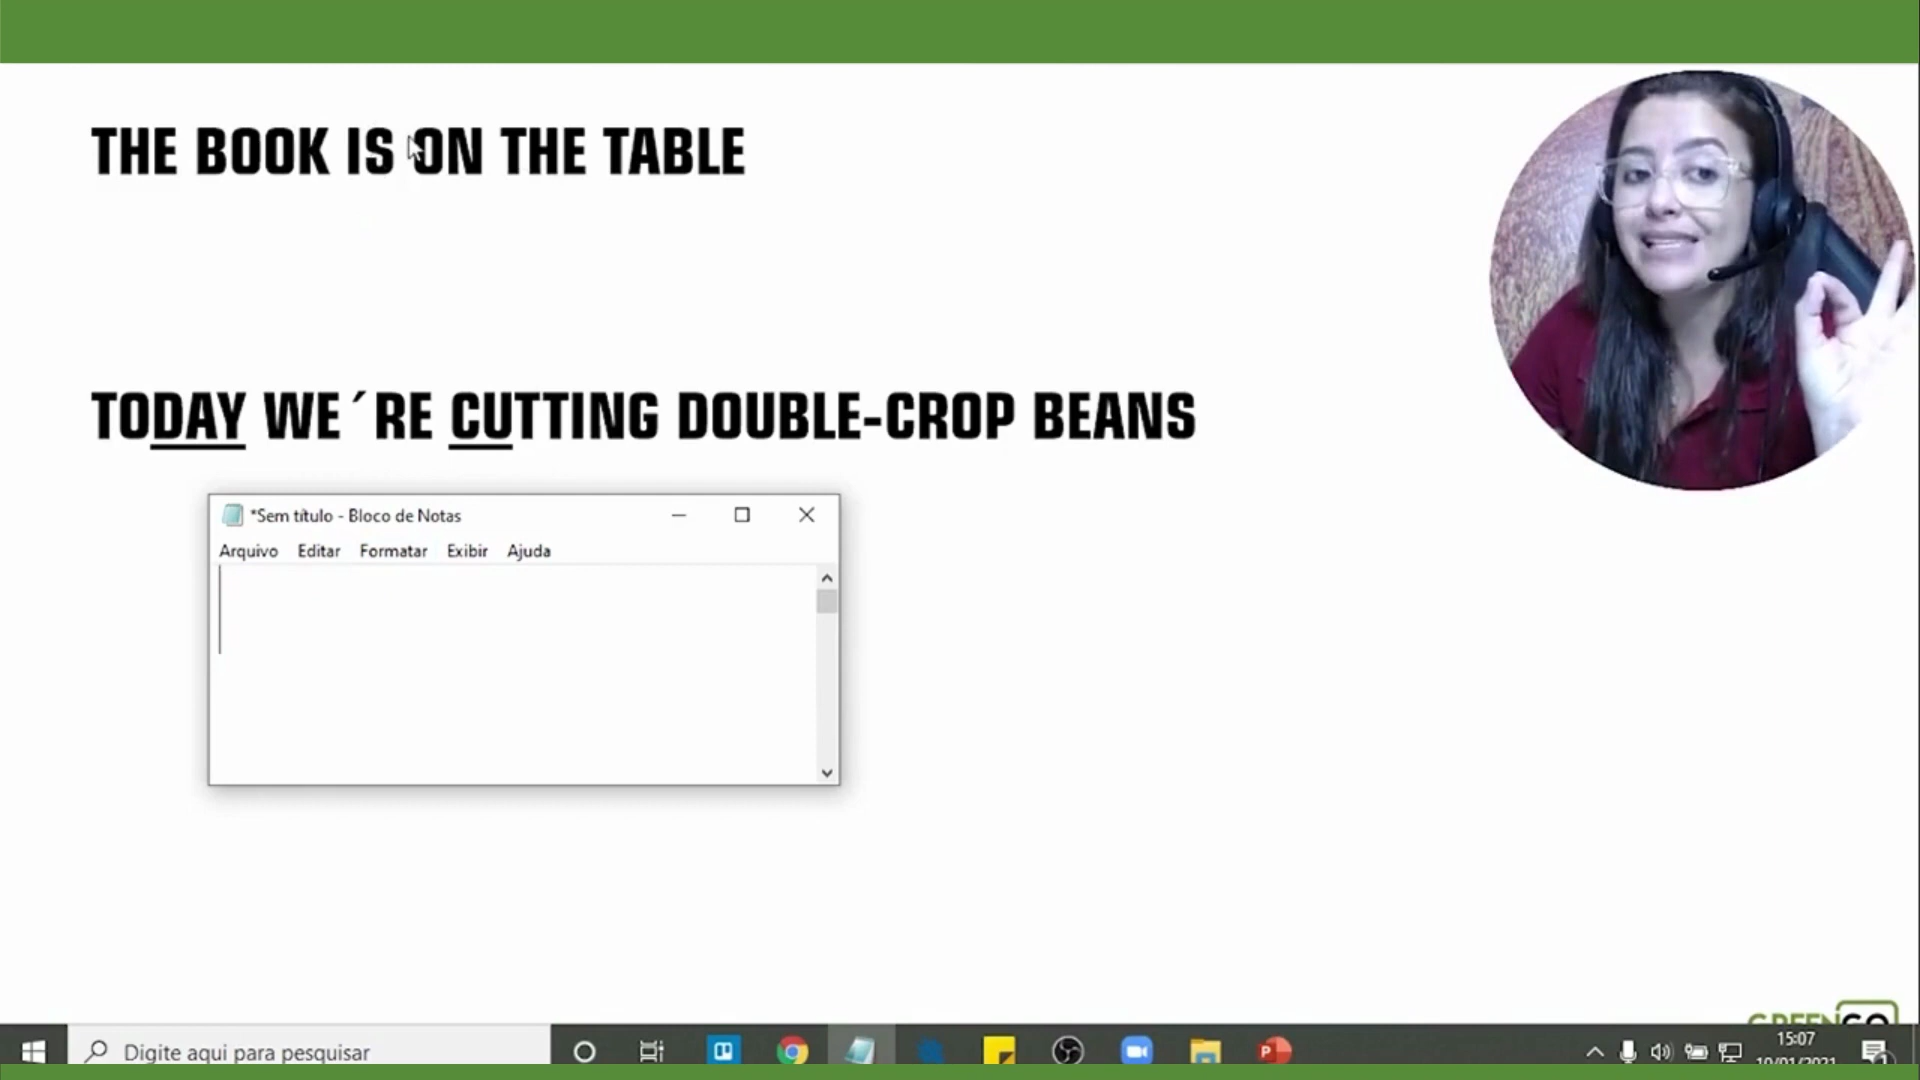 THE BOOK IS ON THE TABLE
TODAY WE´RE CUTTING DOUBLE-CROP BEANS
*Sem título - Bloco de Notas
Arquivo Editar Formatar Exibir Ajuda
Digite aqui para pesquisar
15:07